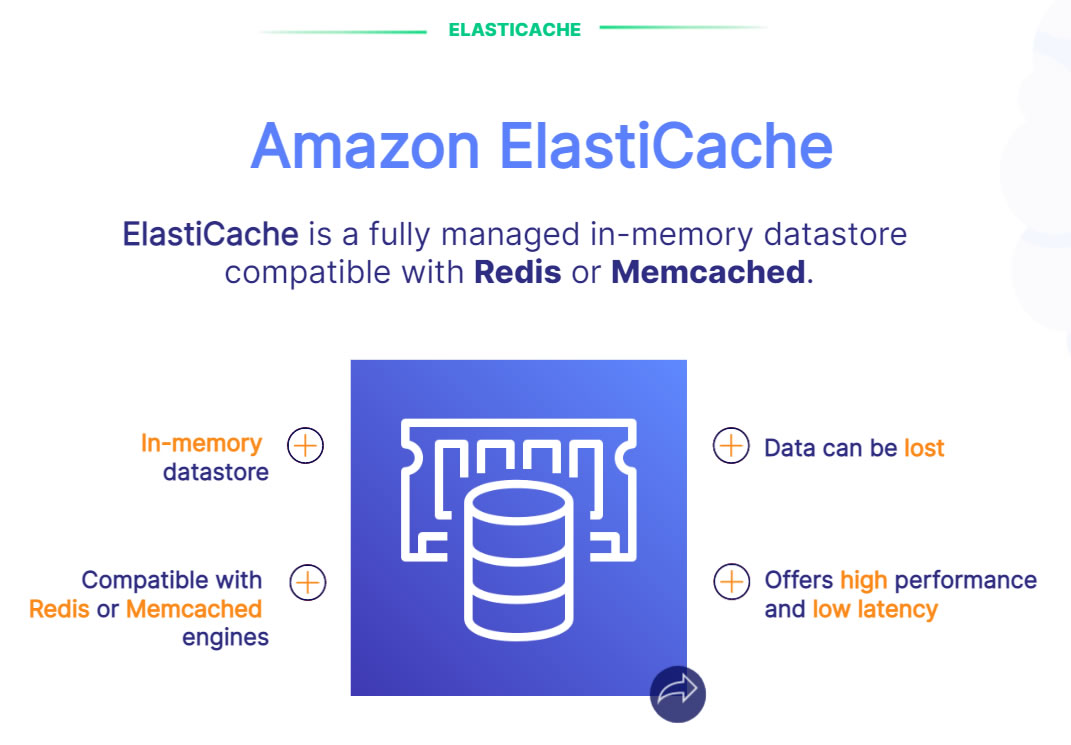 ELASTICACHE
Amazon ElastiCache
ElastiCache is a fully managed in-memory datastore
compatible with Redis or Memcached.
In-memory
datastore
Data can be lost
Compatible with
Redis or Memcached
engines
Offers high performance
and low latency